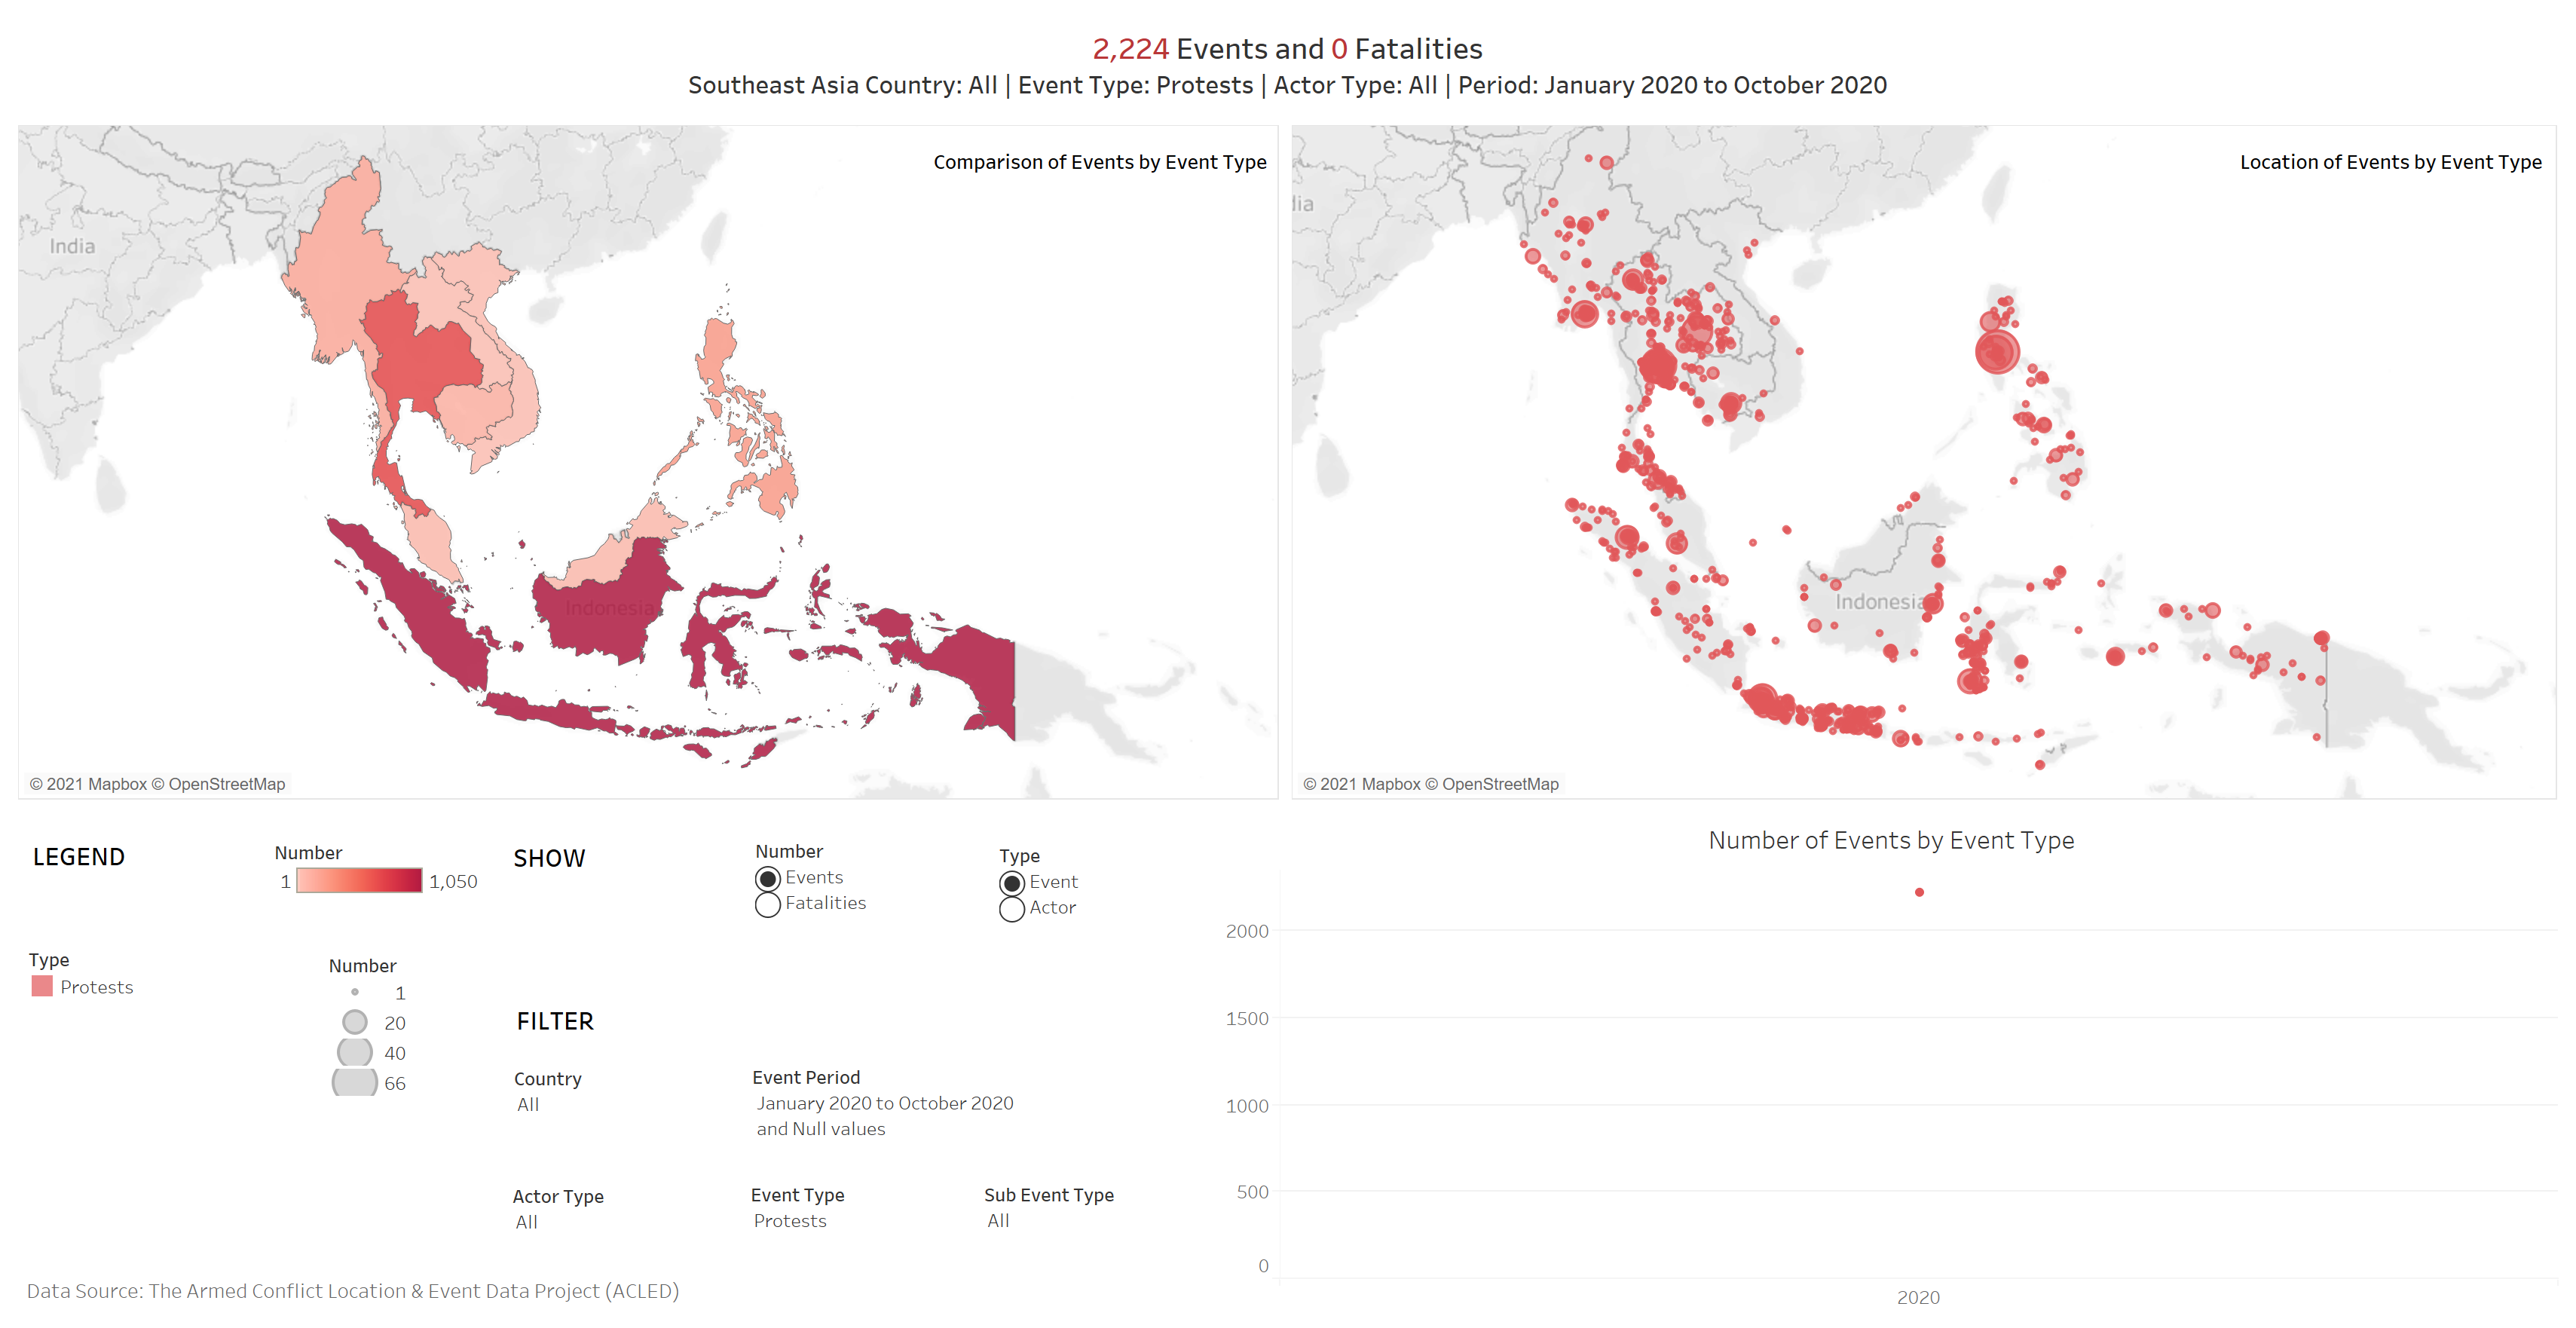 2,224 Events and 0 Fatalities
Southeast Asia Country: All | Event Type: Protests | Actor Type: All | Period: January 2020 to October 2020
Comparison of Events by Event Type
India
Indonesia
© 2021 Mapbox © OpenStreetMap
Location of Events by Event Type
dia
Indonesia
© 2021 Mapbox © OpenStreetMap
LEGEND
Number
1
1,050
Type
Protests
Number
1
20
40
66
SHOW
Number
Events
Fatalities
Type
Event
Actor
FILTER
Country
All
Event Period
January 2020 to October 2020
and Null values
Actor Type
All
Event Type
Protests
Sub Event Type
All
Number of Events by Event Type
2000
1500
1000
500
0
2020
Data Source: The Armed Conflict Location & Event Data Project (ACLED)